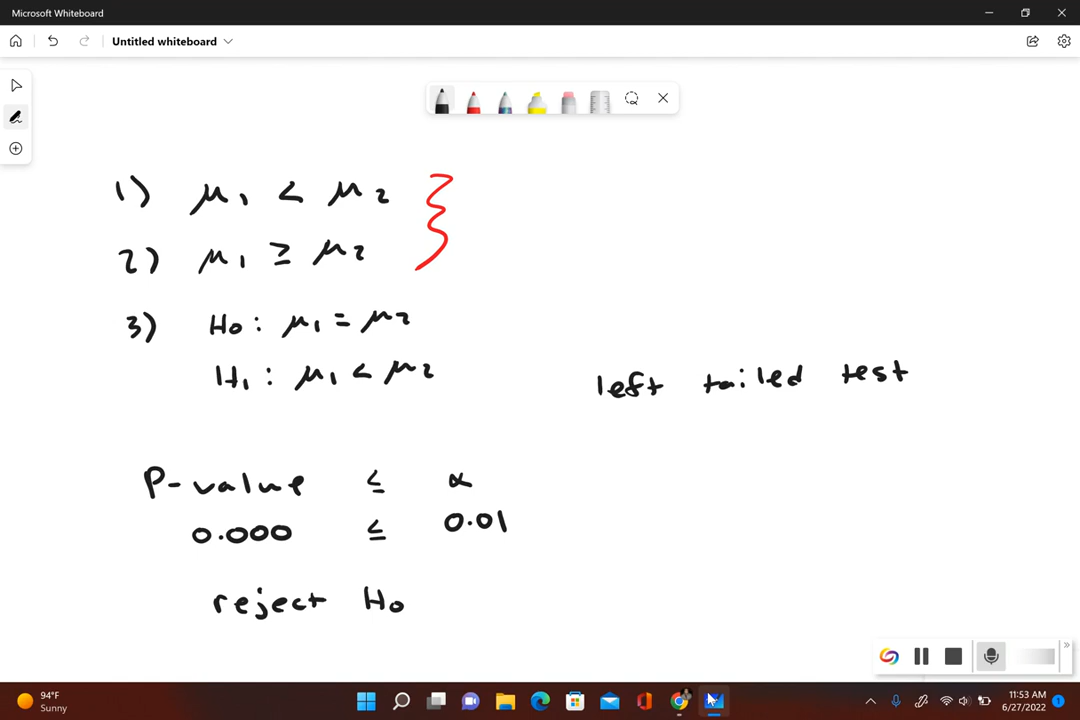 Microsoft Whiteboard
Untitled whiteboard
1) μ1 < μ2
2) μ1 ≥ μ2
3) H0: μ1 = μ2
H1: μ1 < μ2
left tailed test
P-value ≤ α
0.000 ≤ 0.01
reject H0
94°F
Sunny
11:53 AM
6/27/2022
1